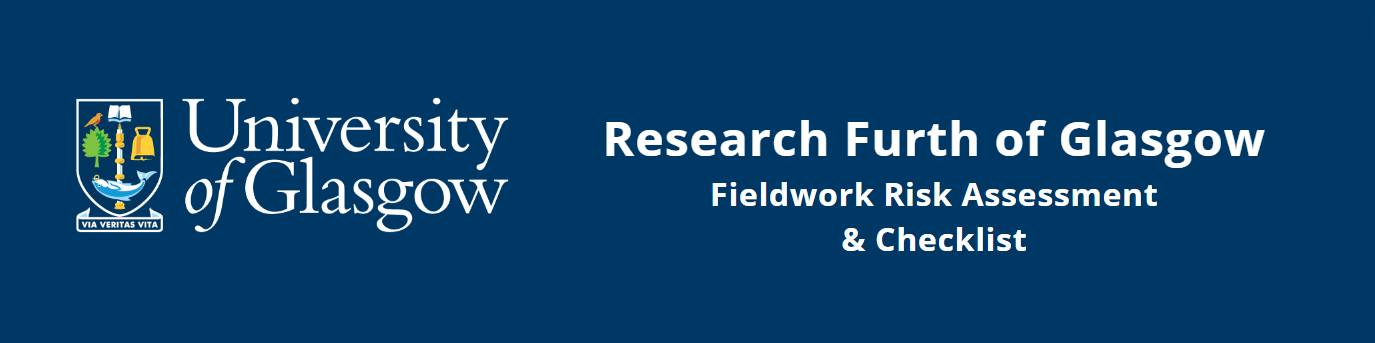 University
of Glasgow
VIA VERITAS VITA
Research Furth of Glasgow
Fieldwork Risk Assessment
& Checklist